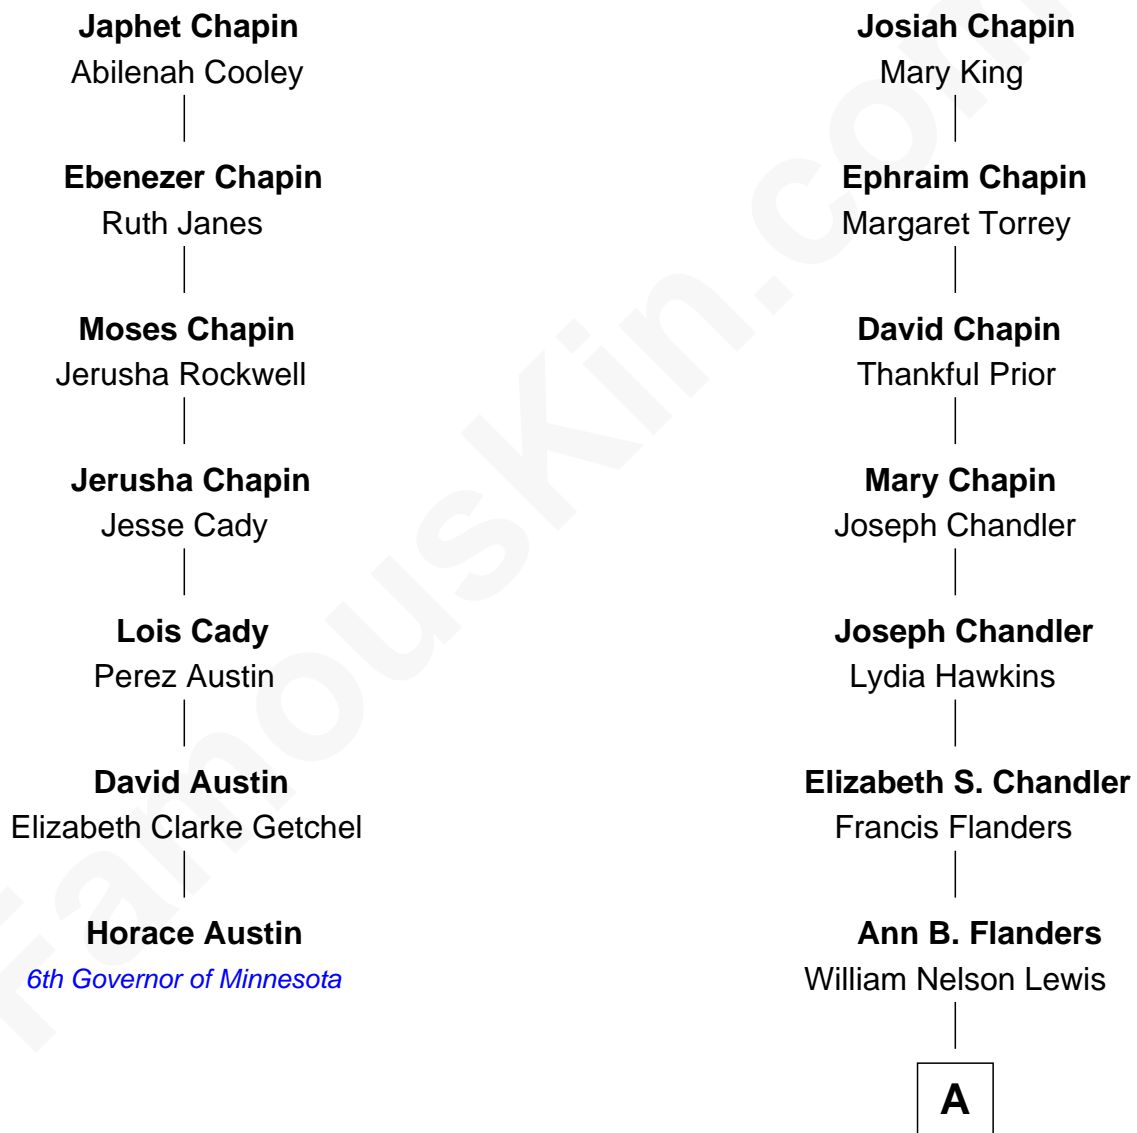 Japhet Chapin
Abilenah Cooley
Ebenezer Chapin
Ruth Janes
Moses Chapin
Jerusha Rockwell
Jerusha Chapin
Jesse Cady
Lois Cady
Perez Austin
David Austin
Elizabeth Clarke Getchel
Horace Austin
6th Governor of Minnesota
Josiah Chapin
Mary King
Ephraim Chapin
Margaret Torrey
David Chapin
Thankful Prior
Mary Chapin
Joseph Chandler
Joseph Chandler
Lydia Hawkins
Elizabeth S. Chandler
Francis Flanders
Ann B. Flanders
William Nelson Lewis
A
FamousKin.com